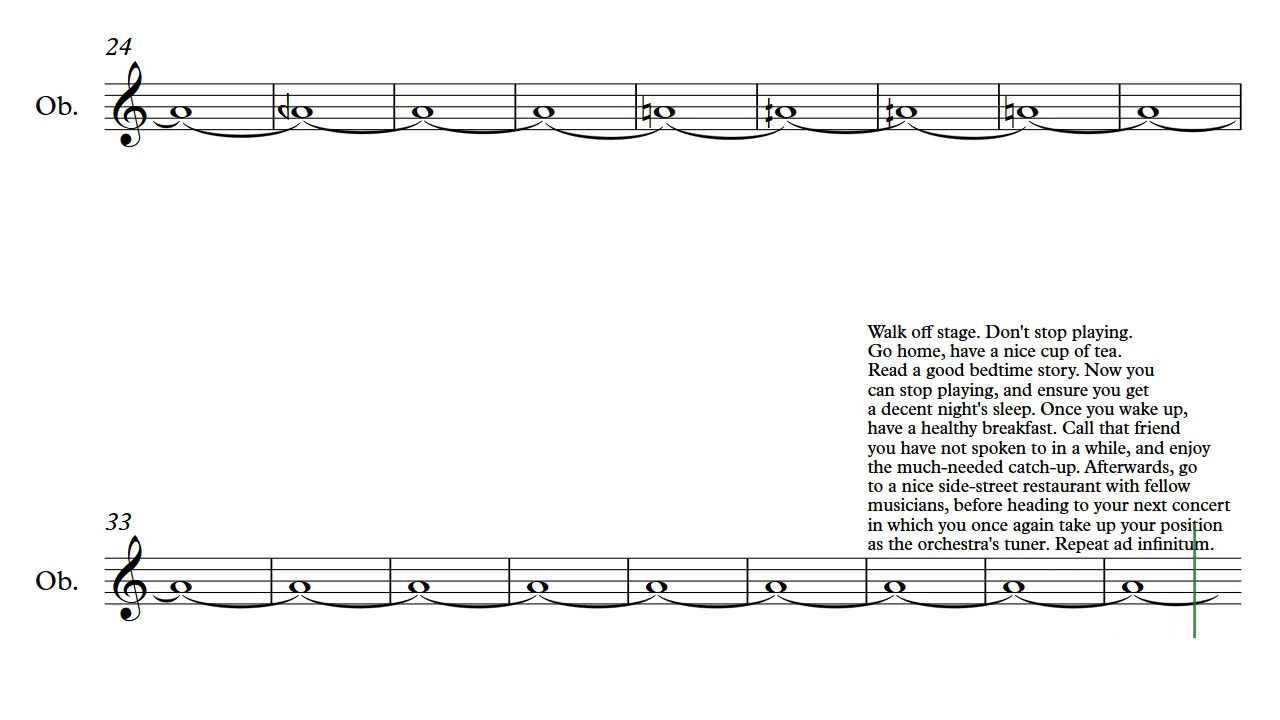 24
Ob.
Walk off stage. Don't stop playing.
Go home, have a nice cup of tea.
Read a good bedtime story. Now you
can stop playing, and ensure you get
a decent night's sleep. Once you wake up,
have a healthy breakfast. Call that friend
you have not spoken to in a while, and enjoy
the much-needed catch-up. Afterwards, go
to a nice side-street restaurant with fellow
musicians, before heading to your next concert
in which you once again take up your position
as the orchestra's tuner. Repeat ad infinitum.
33
Ob.